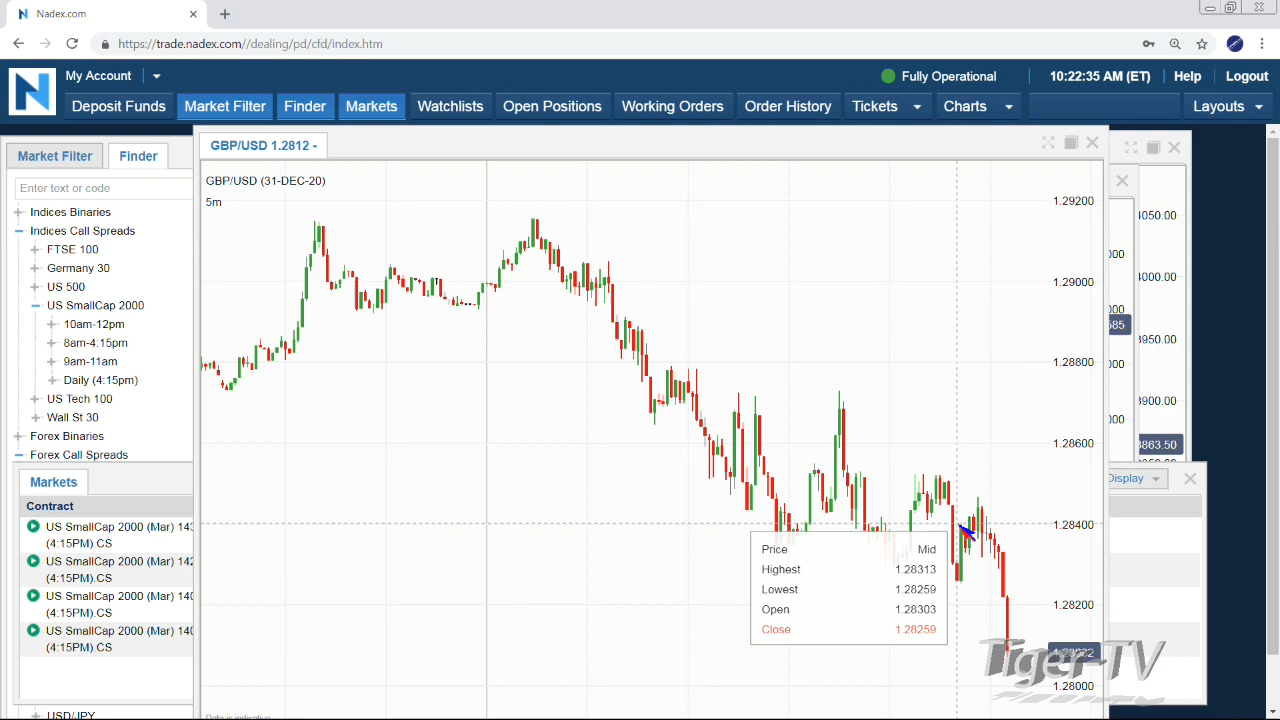 Nadex.com
https://trade.nadex.com//dealing/pd/cfd/index.htm
My Account
Fully Operational
10:22:35 AM (ET)
Help
Logout
Deposit Funds
Market Filter
Finder
Markets
Watchlists
Open Positions
Working Orders
Order History
Tickets
Charts
Layouts
Market Filter
Finder
Enter text or code
Indices Binaries
Indices Call Spreads
FTSE 100
Germany 30
US 500
US SmallCap 2000
10am-12pm
8am-4:15pm
9am-11am
Daily (4:15pm)
US Tech 100
Wall St 30
Forex Binaries
Forex Call Spreads
Markets
Contract
US SmallCap 2000 (Mar) 143
(4:15PM).CS
US SmallCap 2000 (Mar) 142
(4:15PM).CS
US SmallCap 2000 (Mar) 140
(4:15PM).CS
US SmallCap 2000 (Mar) 140
(4:15PM).CS
USD/JPY
GBP/USD 1.2812 -
GBP/USD (31-DEC-20)
5m
1.29200
1.29000
1.28800
1.28600
1.28400
1.28200
1.28000
Price Mid
Highest 1.28313
Lowest 1.28259
Open 1.28303
Close 1.28259
Data is indicative
Display
Tiger-TV